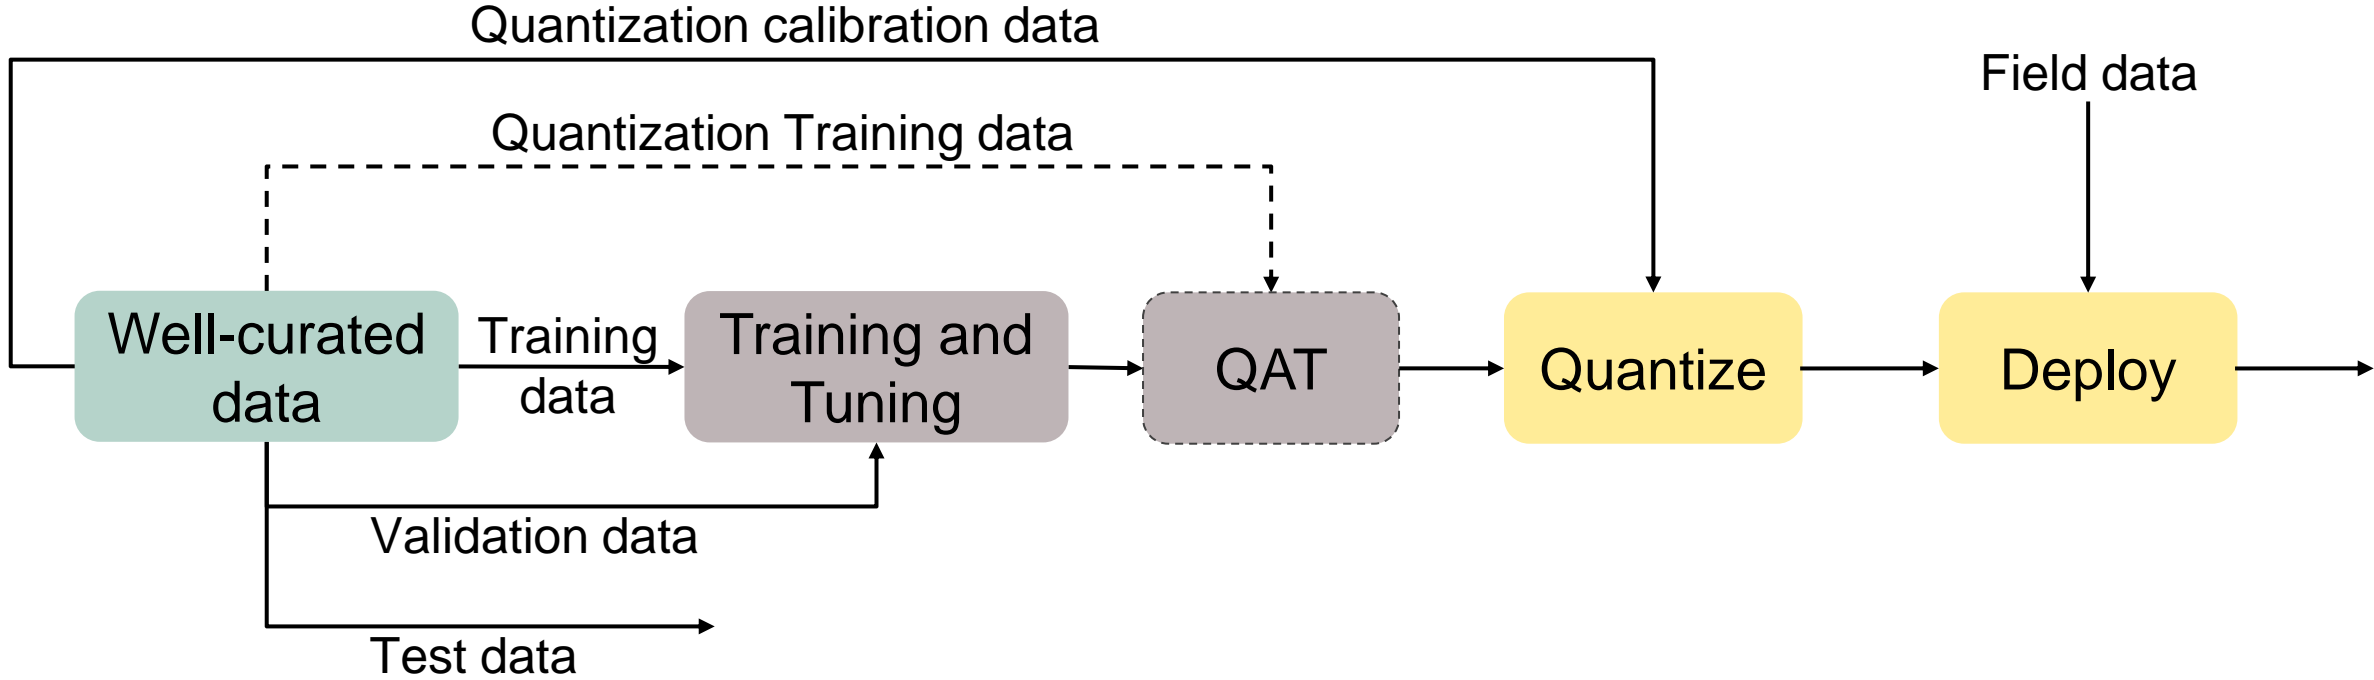 Quantization calibration data
Field data
Quantization Training data
Well-curated
data
Training
data
Training and
Tuning
QAT
Quantize
Deploy
Validation data
Test data